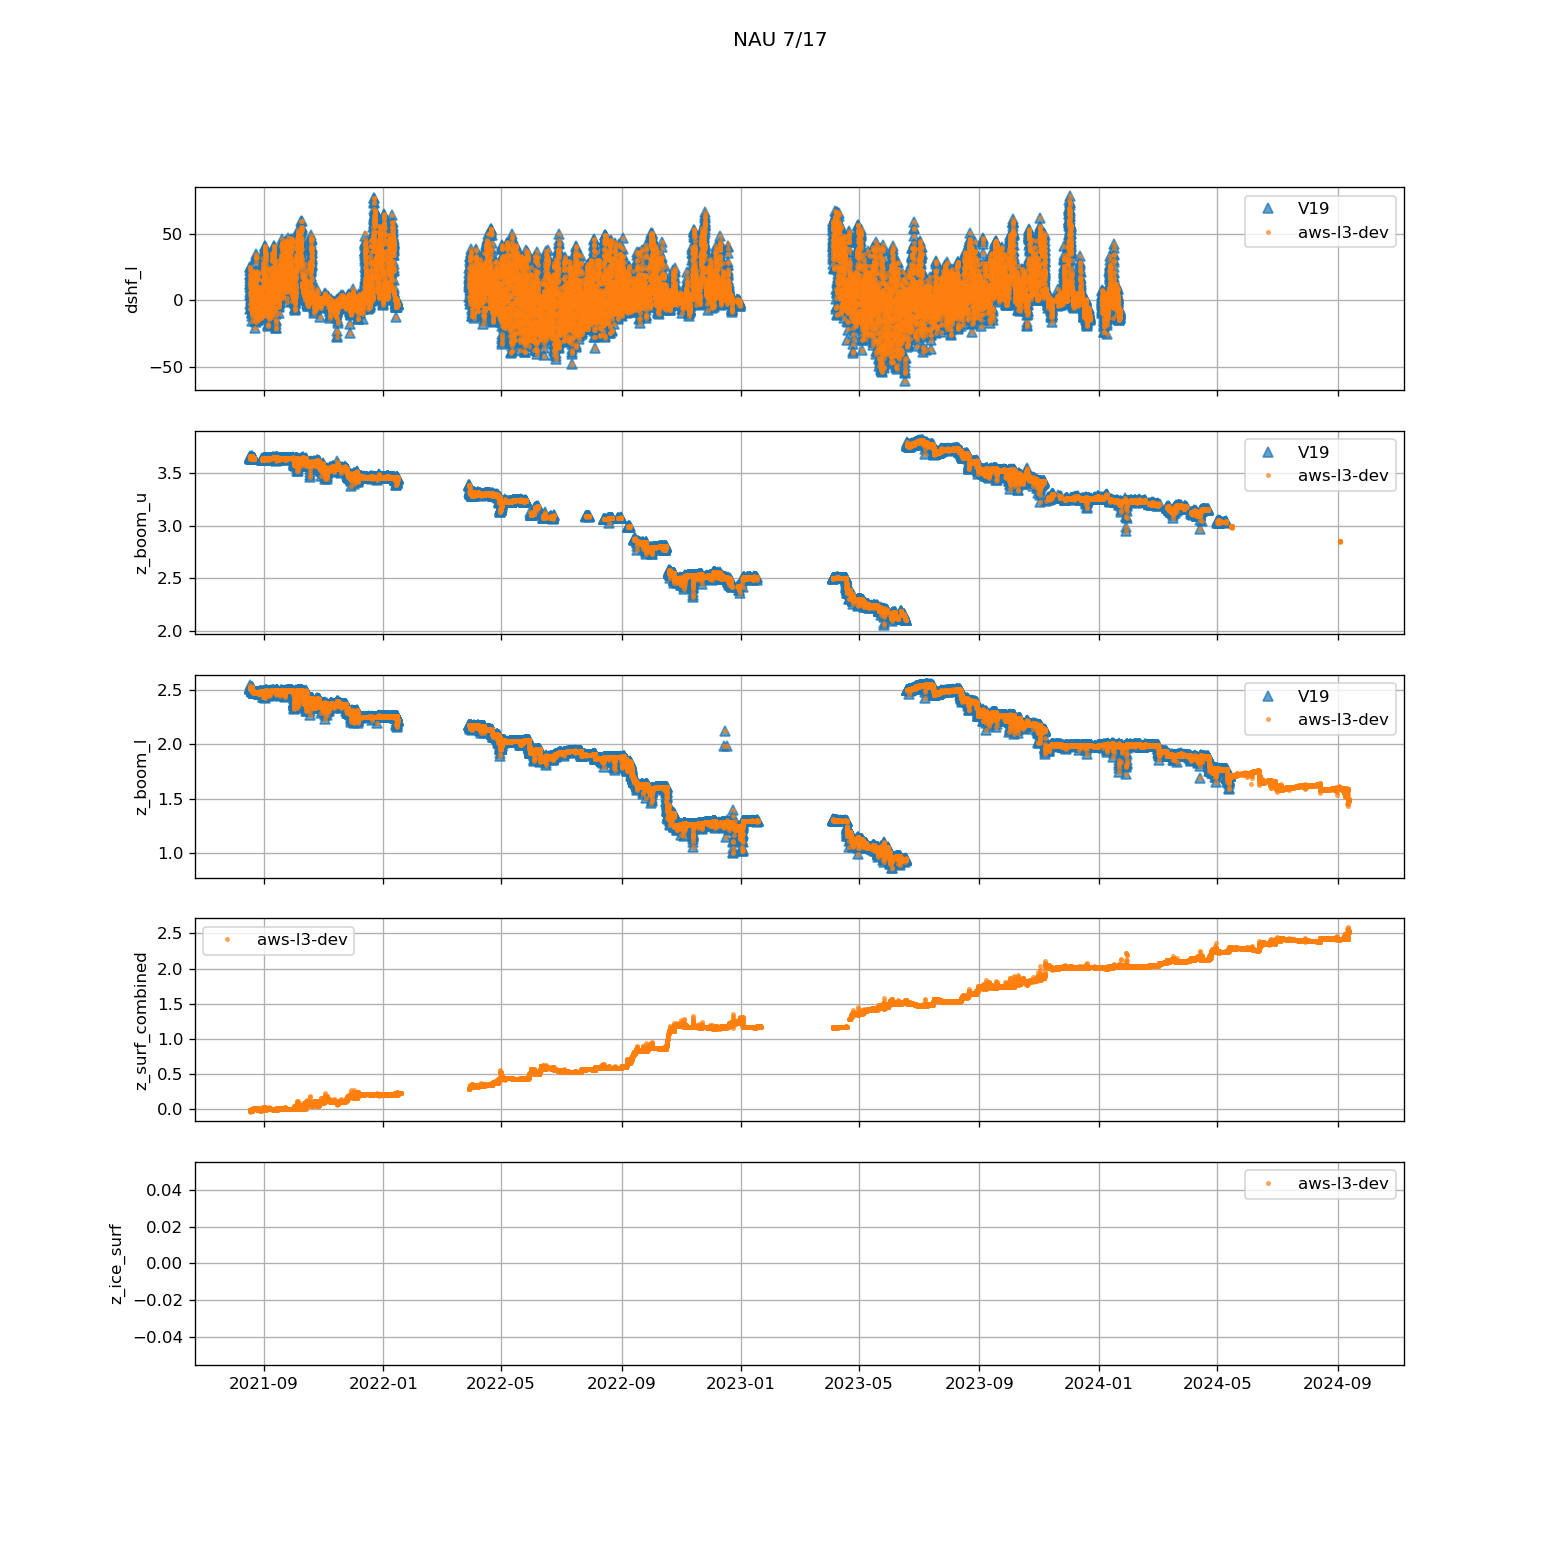 NAU 7/17
50
0
−50
dshf_l
V19
aws-l3-dev
3.5
3.0
2.5
2.0
z_boom_u
V19
aws-l3-dev
2.5
2.0
1.5
1.0
z_boom_l
V19
aws-l3-dev
2.5
2.0
1.5
1.0
0.5
0.0
z_surf_combined
aws-l3-dev
0.04
0.02
0.00
−0.02
−0.04
z_ice_surf
aws-l3-dev
2021-09 2022-01 2022-05 2022-09 2023-01 2023-05 2023-09 2024-01 2024-05 2024-09